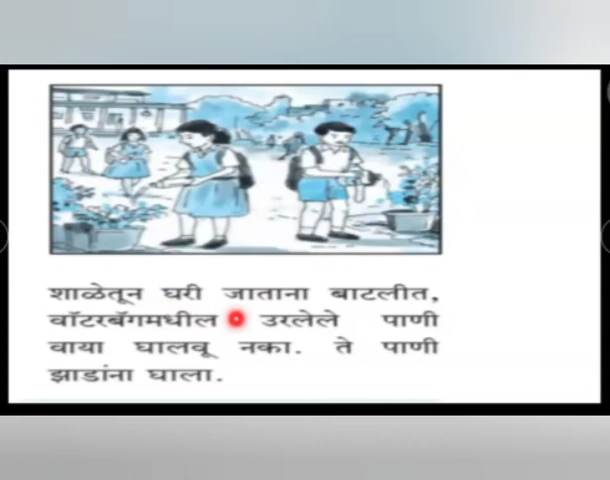 शाळेतून घरी जाताना बाटलीत,
वॉटरबॅगमधील उरलेले पाणी
वाया घालवू नका. ते पाणी
झाडांना घाला.